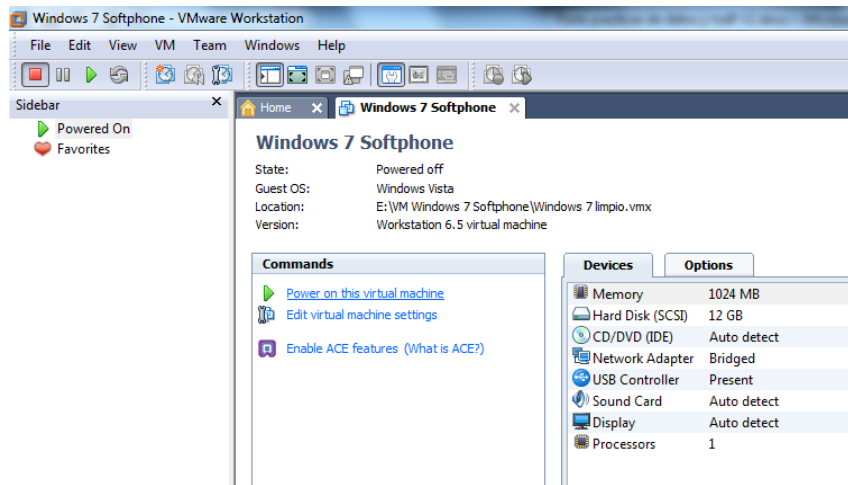 Windows 7 Softphone - VMware Workstation
File Edit View VM Team Windows Help
Sidebar x
Powered On
Favorites
Home x Windows 7 Softphone x
Windows 7 Softphone
State: Powered off
Guest OS: Windows Vista
Location: E:\VM Windows 7 Softphone\Windows 7 limpio.vmx
Version: Workstation 6.5 virtual machine
Commands
Power on this virtual machine
Edit virtual machine settings
Enable ACE features (What is ACE?)
Devices Options
Memory 1024 MB
Hard Disk (SCSI) 12 GB
CD/DVD (IDE) Auto detect
Network Adapter Bridged
USB Controller Present
Sound Card Auto detect
Display Auto detect
Processors 1